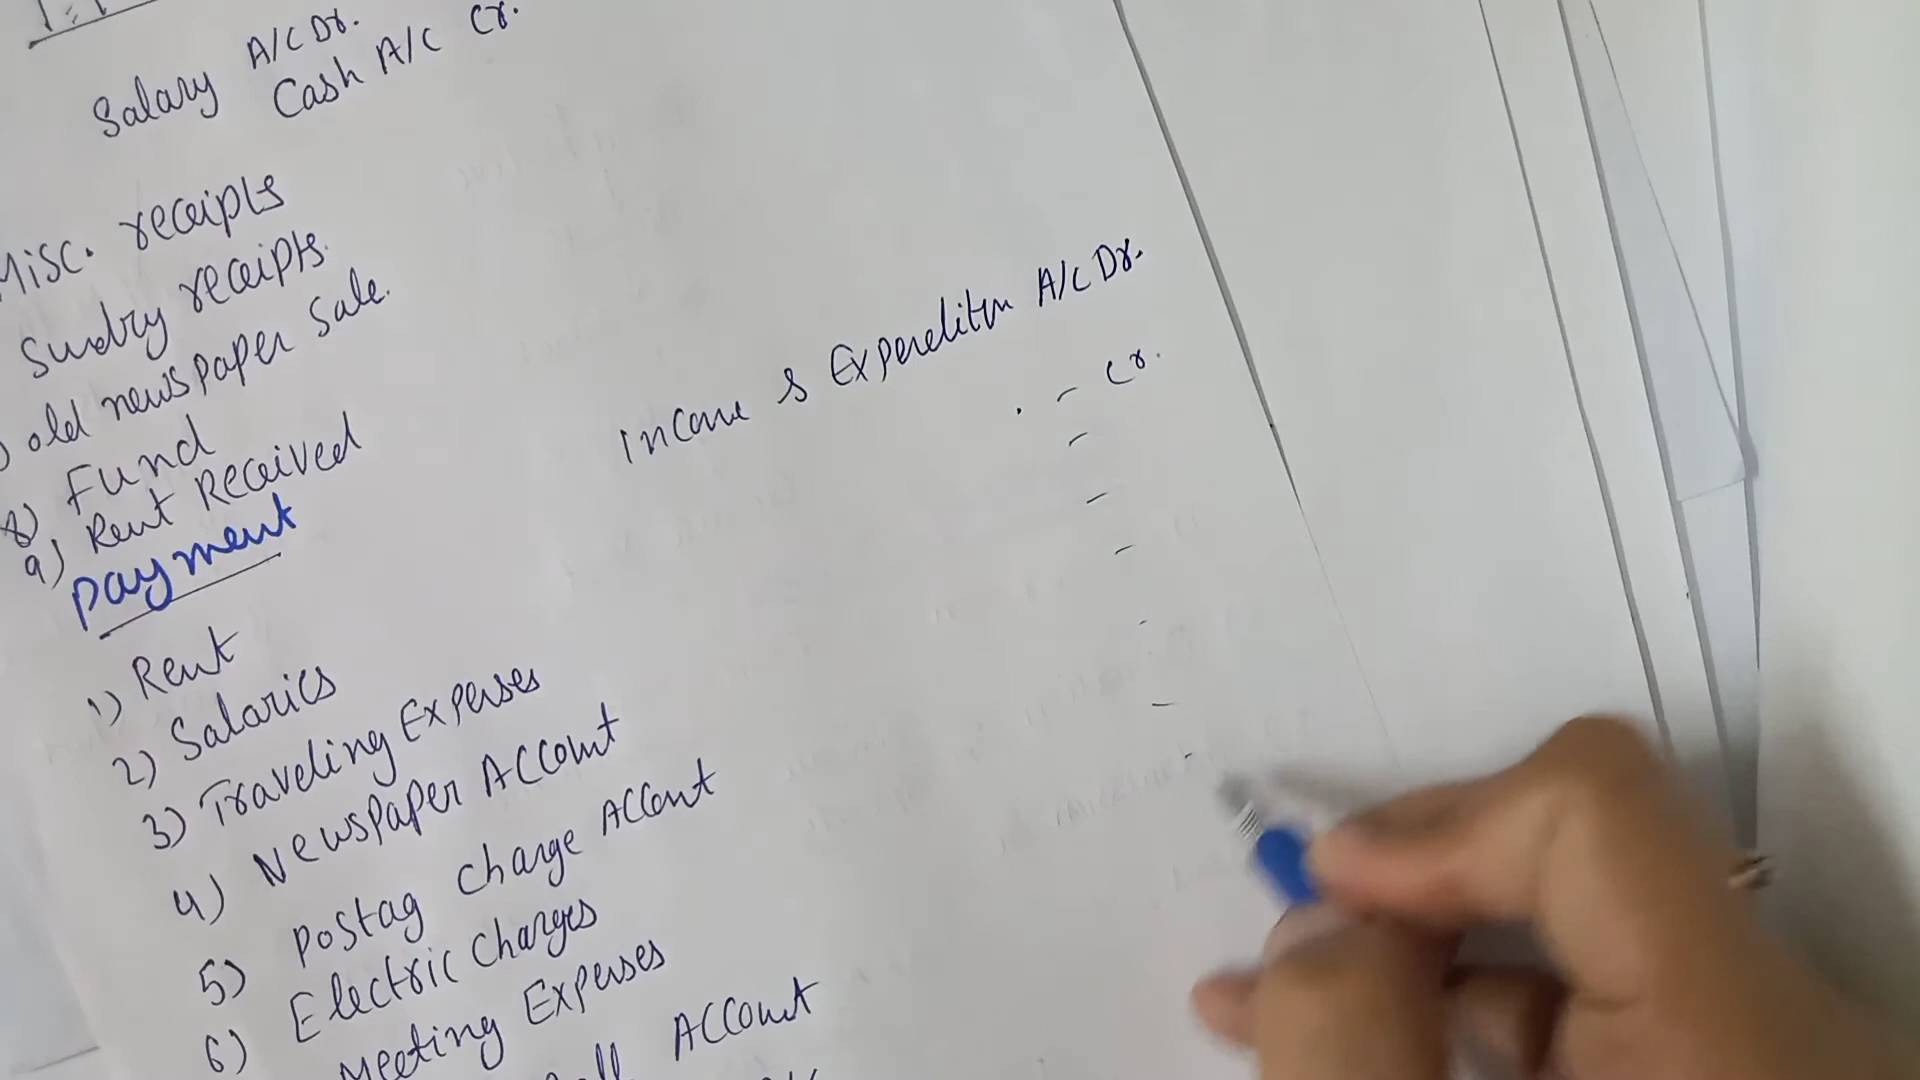 Salary A/C Dr.
Cash A/C Cr.
Misc. receipts
Sundry receipts.
old newspaper Sale.
8) Fund
9) Rent Received
Income & Expenditen A/C Dr.
- Cr.
Payment
1) Rent
2) Salaries
3) Traveling Expenses
4) Newspaper Account
5) Postag Charge Account
6) Electric Charges
Meeting Expenses
Account